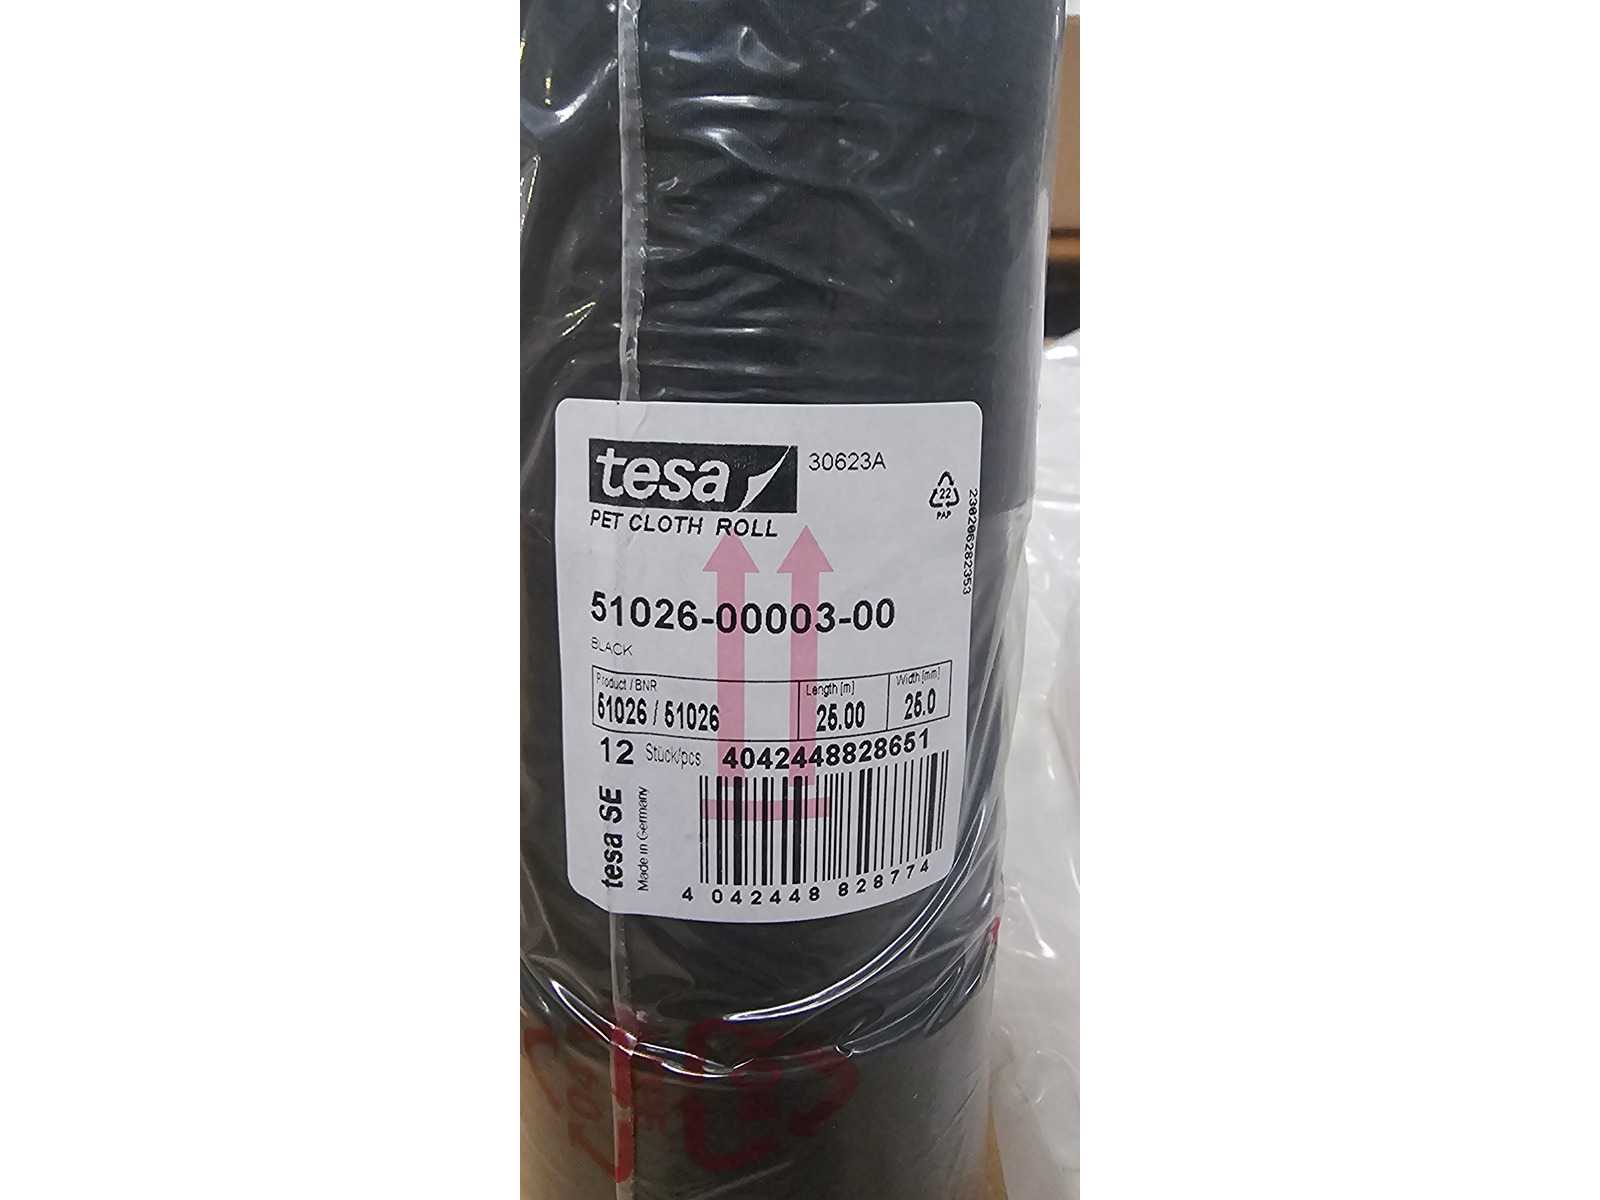 tesa
30623A
PET CLOTH ROLL
22
PAP
230206282353
51026-00003-00
BLACK
Product / BNR
51026 / 51026
Length [m]
25.00
Width [mm]
25.0
12 Stück/pcs 4042448828651
tesa SE
Made in Germany
4 042448 828774